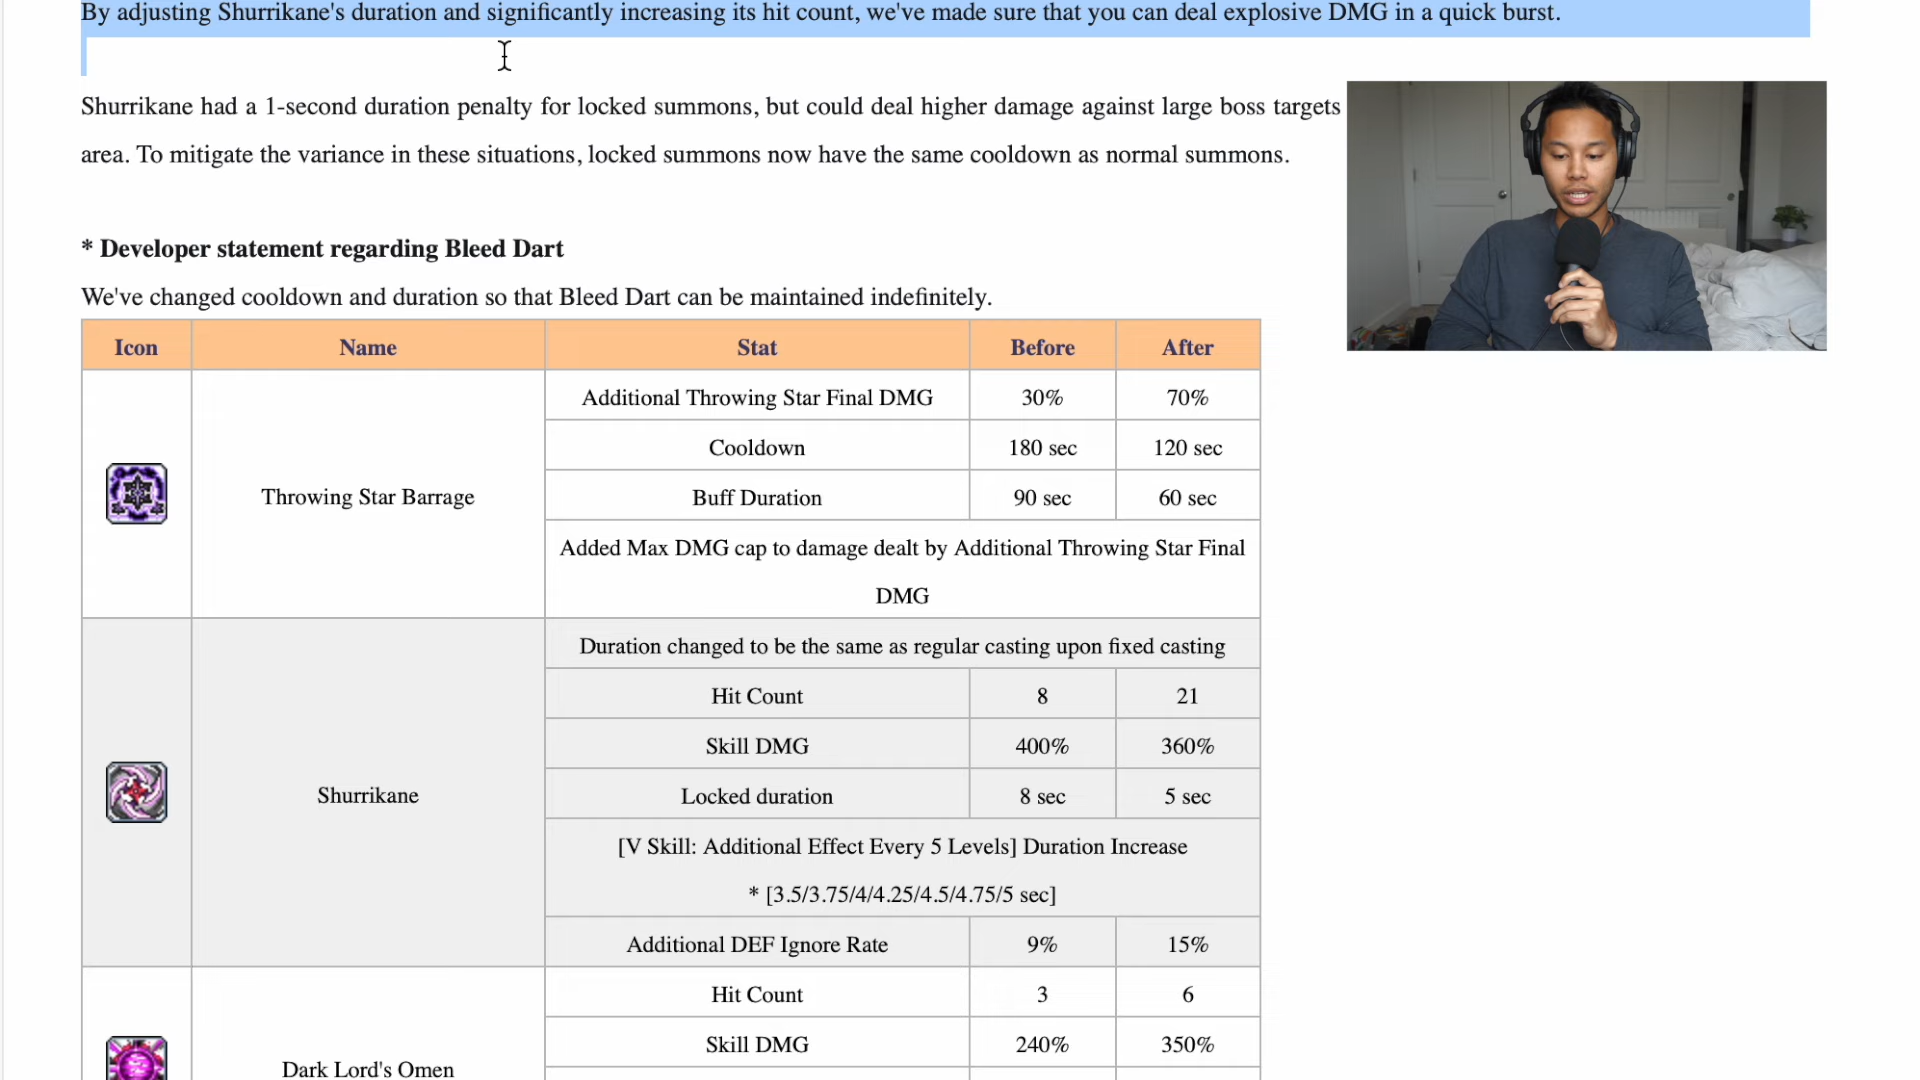 By adjusting Shurrikane's duration and significantly increasing its hit count, we've made sure that you can deal explosive DMG in a quick burst.
Shurrikane had a 1-second duration penalty for locked summons, but could deal higher damage against large boss targets
area. To mitigate the variance in these situations, locked summons now have the same cooldown as normal summons.
* Developer statement regarding Bleed Dart
We've changed cooldown and duration so that Bleed Dart can be maintained indefinitely.
Icon Name Stat Before After
Throwing Star Barrage
Additional Throwing Star Final DMG 30% 70%
Cooldown 180 sec 120 sec
Buff Duration 90 sec 60 sec
Added Max DMG cap to damage dealt by Additional Throwing Star Final
DMG
Shurrikane
Duration changed to be the same as regular casting upon fixed casting
Hit Count 8 21
Skill DMG 400% 360%
Locked duration 8 sec 5 sec
[V Skill: Additional Effect Every 5 Levels] Duration Increase
* [3.5/3.75/4/4.25/4.5/4.75/5 sec]
Additional DEF Ignore Rate 9% 15%
Dark Lord's Omen
Hit Count 3 6
Skill DMG 240% 350%